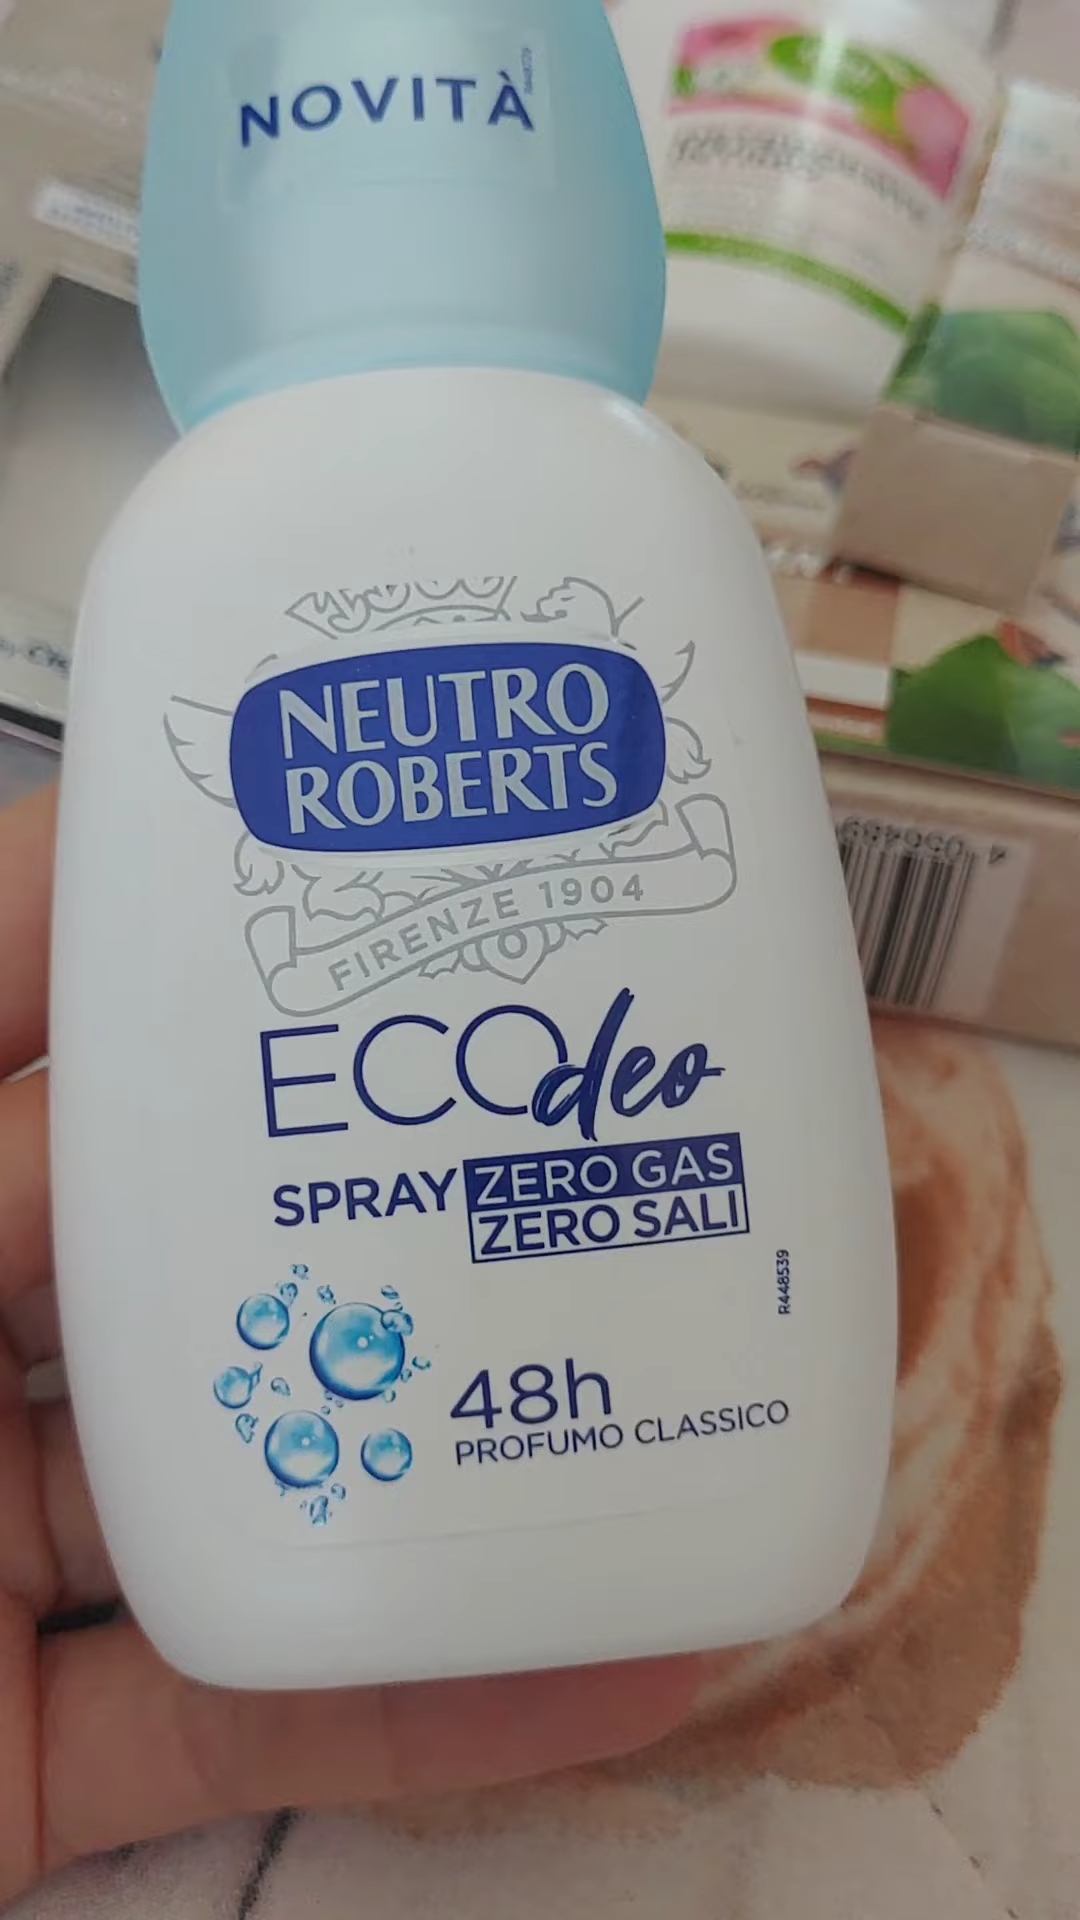 NOVITÀ
NEUTRO
ROBERTS
FIRENZE 1904
ECOdeo
SPRAY ZERO GAS
ZERO SALI
R448539
48h
PROFUMO CLASSICO